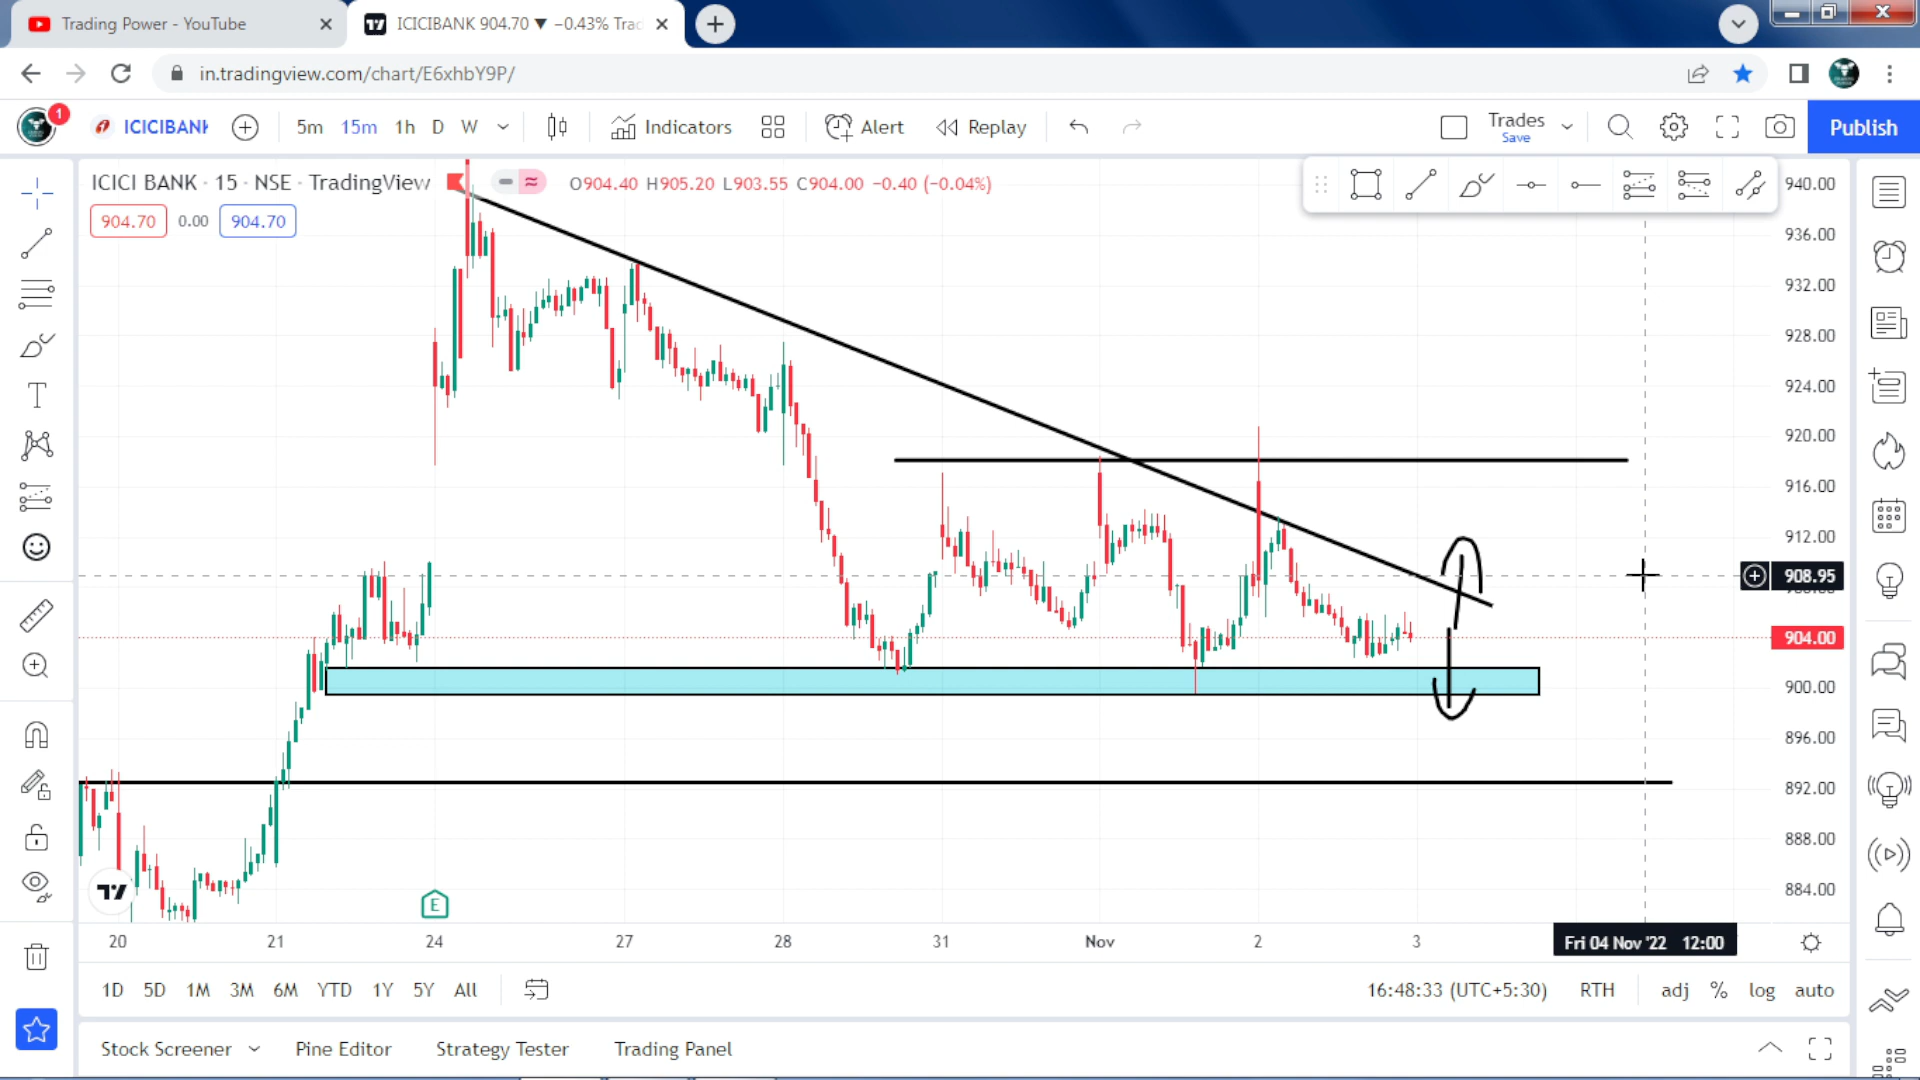 Trading Power - YouTube
ICICIBANK 904.70 ▼ −0.43% Trac
in.tradingview.com/chart/E6xhbY9P/
1
ICICIBANK
5m 15m 1h D W
Indicators
Alert
Replay
Trades
Save
Publish
ICICI BANK · 15 · NSE · TradingView
O904.40 H905.20 L903.55 C904.00 −0.40 (−0.04%)
904.70 0.00 904.70
940.00
936.00
932.00
928.00
924.00
920.00
916.00
912.00
908.95
904.00
900.00
896.00
892.00
888.00
884.00
E
20 21 24 27 28 31 Nov 2 3
Fri 04 Nov '22 12:00
1D 5D 1M 3M 6M YTD 1Y 5Y All
16:48:33 (UTC+5:30) RTH adj % log auto
Stock Screener Pine Editor Strategy Tester Trading Panel